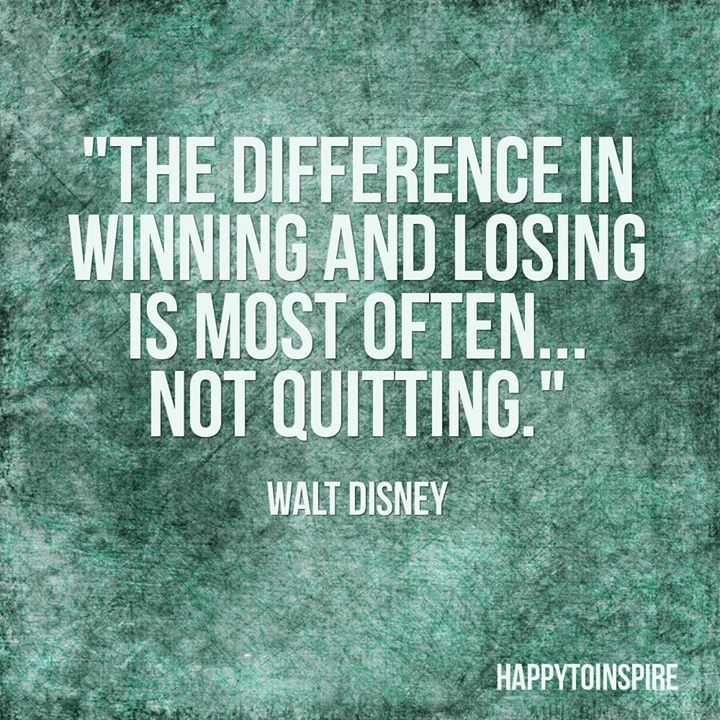 "THE DIFFERENCE IN
WINNING AND LOSING
IS MOST OFTEN...
NOT QUITTING."
WALT DISNEY
HAPPYTOINSPIRE